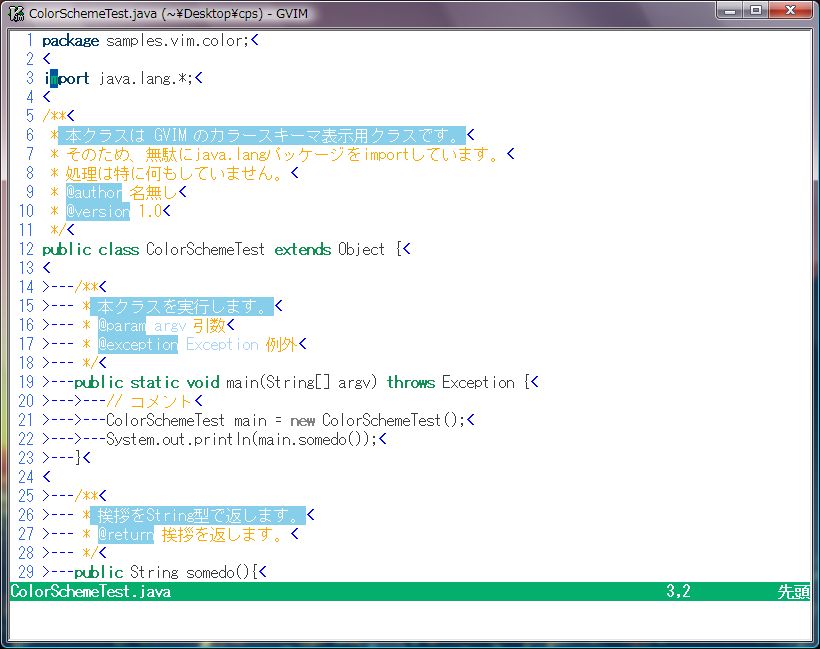 ColorSchemeTest.java (~¥Desktop¥cps) - GVIM
1 package samples.vim.color;<
2 <
3 import java.lang.*;<
4 <
5 /**<
6  * 本クラスは GVIM のカラースキーマ表示用クラスです。<
7  * そのため、無駄にjava.langパッケージをimportしています。<
8  * 処理は特に何もしていません。<
9  * @author 名無し<
10  * @version 1.0<
11  */<
12 public class ColorSchemeTest extends Object {<
13 <
14 >---/**<
15 >--- * 本クラスを実行します。<
16 >--- * @param argv 引数<
17 >--- * @exception Exception 例外<
18 >--- */<
19 >---public static void main(String[] argv) throws Exception {<
20 >--->---// コメント<
21 >--->---ColorSchemeTest main = new ColorSchemeTest();<
22 >--->---System.out.println(main.somedo());<
23 >---}<
24 <
25 >---/**<
26 >--- * 挨拶をString型で返します。<
27 >--- * @return 挨拶を返します。<
28 >--- */<
29 >---public String somedo(){<
ColorSchemeTest.java 3,2 先頭